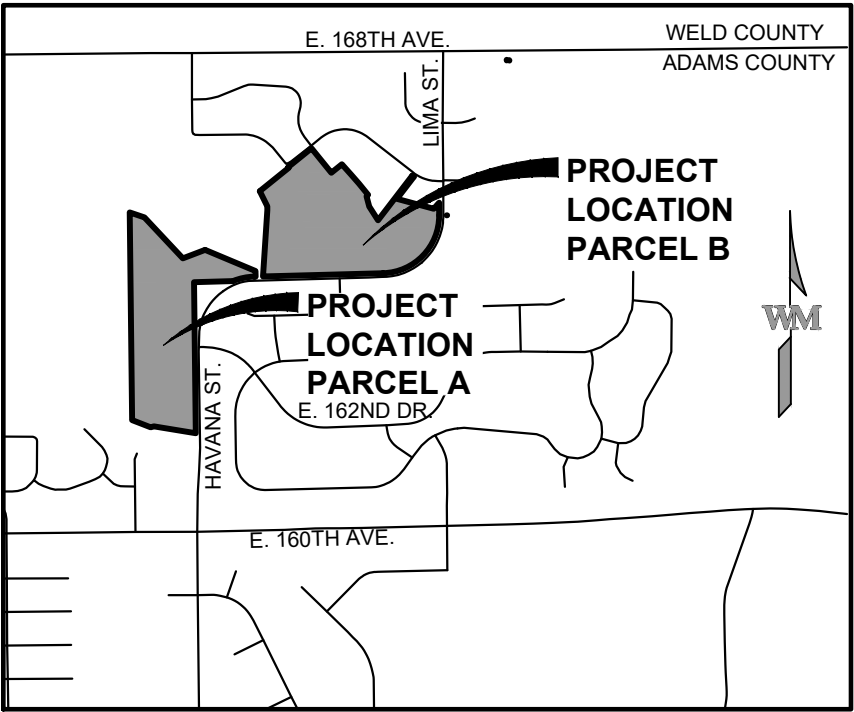 E. 168TH AVE.
WELD COUNTY
ADAMS COUNTY
LIMA ST.
PROJECT
LOCATION
PARCEL B
PROJECT
LOCATION
PARCEL A
WM
HAVANA ST.
E. 162ND DR.
E. 160TH AVE.